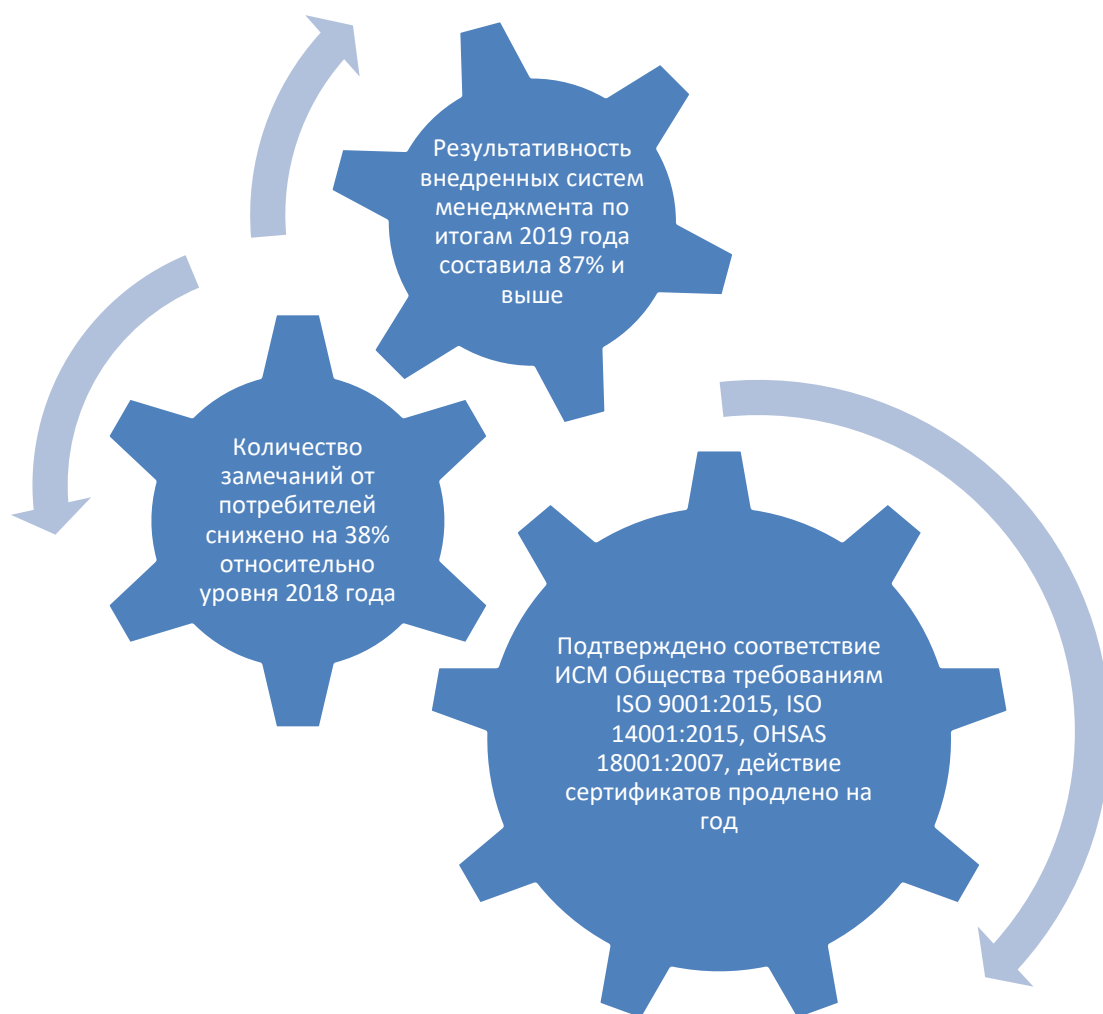 Результативность
внедренных систем
менеджмента по
итогам 2019 года
составила 87% и
выше
Количество
замечаний от
потребителей
снижено на 38%
относительно
уровня 2018 года
Подтверждено соответствие
ИСМ Общества требованиям
ISO 9001:2015, ISO
14001:2015, OHSAS
18001:2007, действие
сертификатов продлено на
год